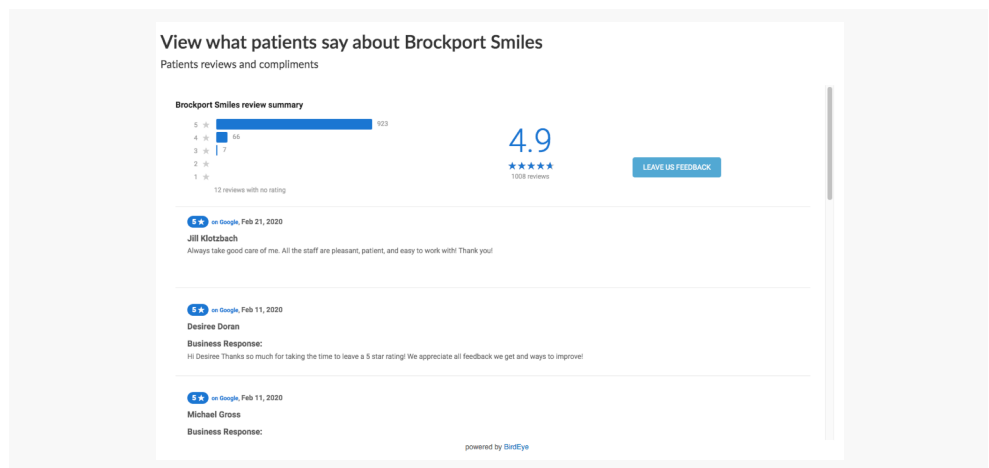 View what patients say about Brockport Smiles
Patients reviews and compliments
Brockport Smiles review summary
5 ★ 923
4 ★ 66
3 ★ 7
2 ★
1 ★
12 reviews with no rating
4.9
★★★★★
1008 reviews
LEAVE US FEEDBACK
5 ★ on Google, Feb 21, 2020
Jill Klotzbach
Always take good care of me. All the staff are pleasant, patient, and easy to work with! Thank you!
5 ★ on Google, Feb 11, 2020
Desiree Doran
Business Response:
Hi Desiree Thanks so much for taking the time to leave a 5 star rating! We appreciate all feedback we get and ways to improve!
5 ★ on Google, Feb 11, 2020
Michael Gross
Business Response:
powered by BirdEye